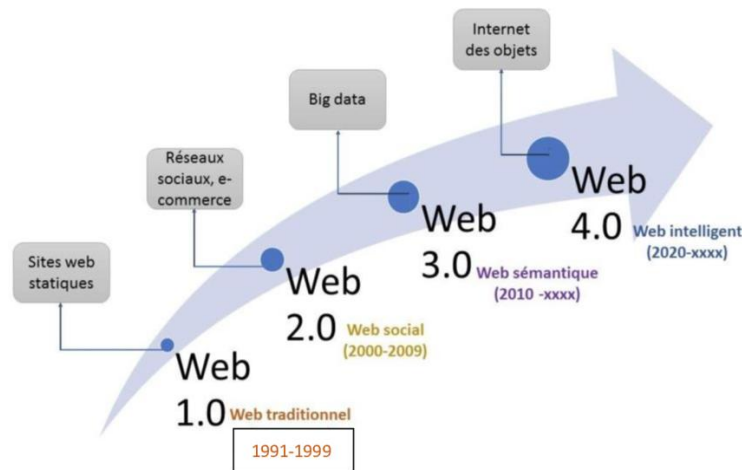 Internet
des objets
Big data
Réseaux
sociaux, e-
commerce
Sites web
statiques
Web
4.0 Web intelligent
(2020-xxxx)
Web
3.0 Web sémantique
(2010 -xxxx)
Web
2.0 Web social
(2000-2009)
Web
1.0 Web traditionnel
1991-1999